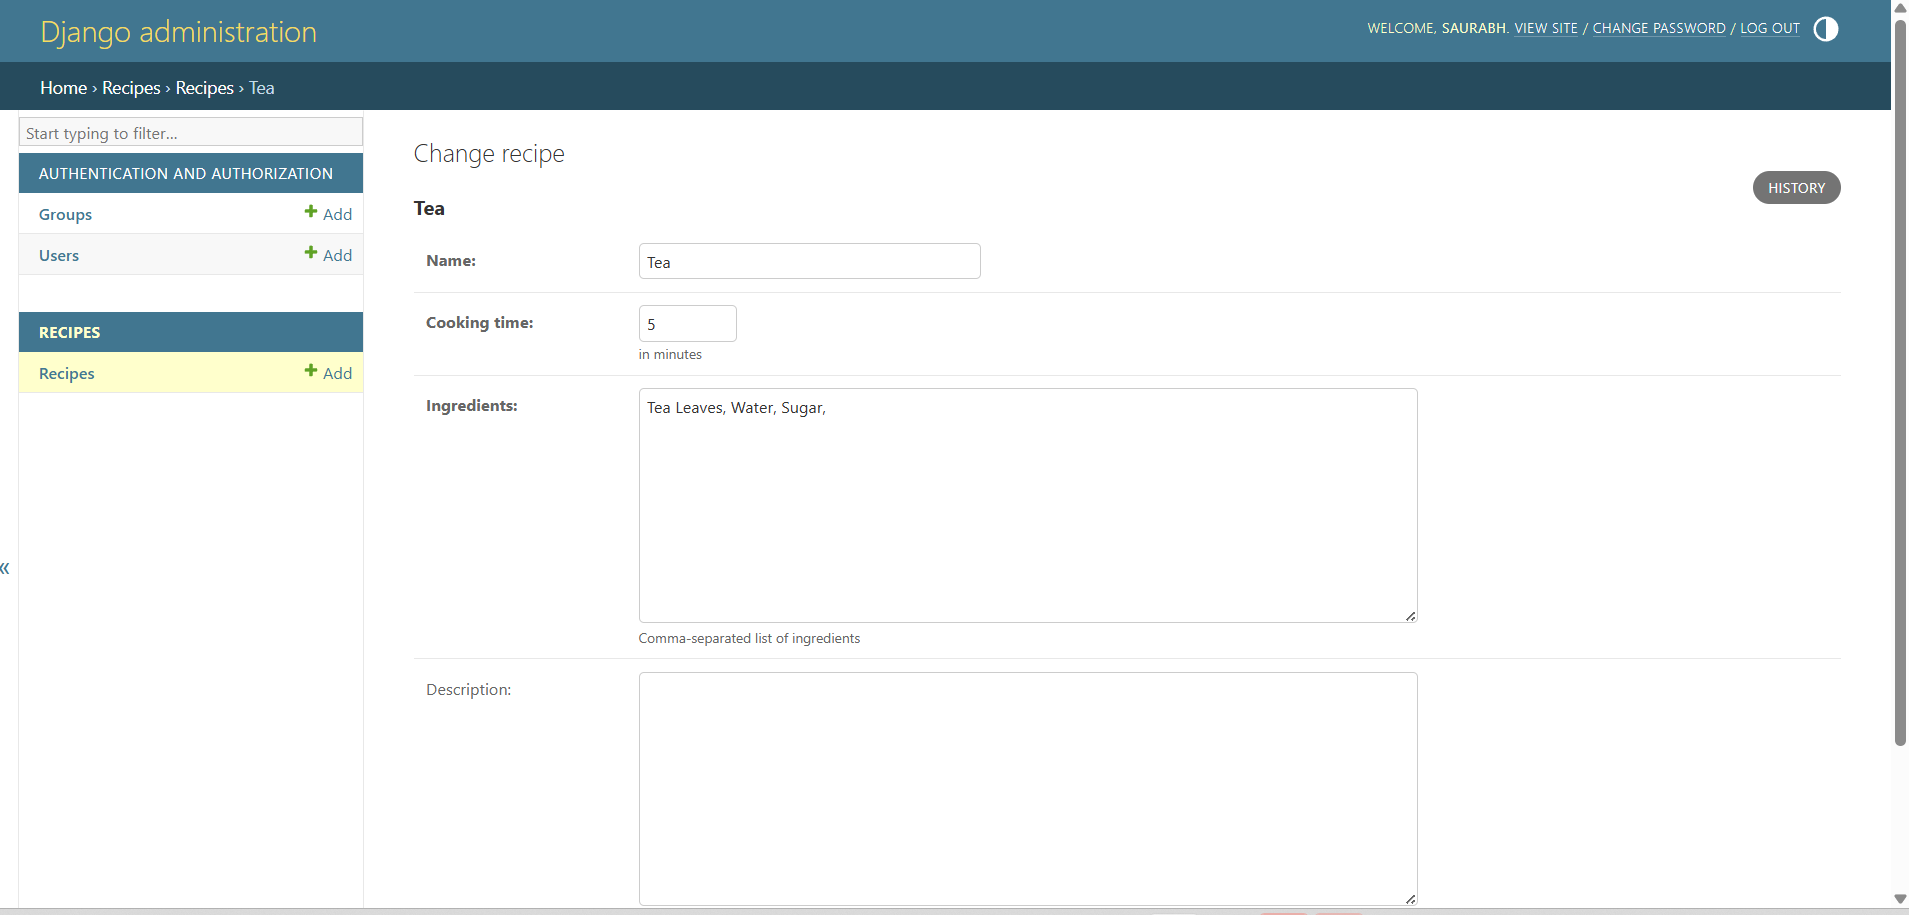 Django administration
WELCOME, SAURABH. VIEW SITE / CHANGE PASSWORD / LOG OUT
Home › Recipes › Recipes › Tea
Start typing to filter...
AUTHENTICATION AND AUTHORIZATION
Groups + Add
Users + Add
RECIPES
Recipes + Add
«
Change recipe
HISTORY
Tea
Name: Tea
Cooking time: 5
in minutes
Ingredients: Tea Leaves, Water, Sugar,
Comma-separated list of ingredients
Description: